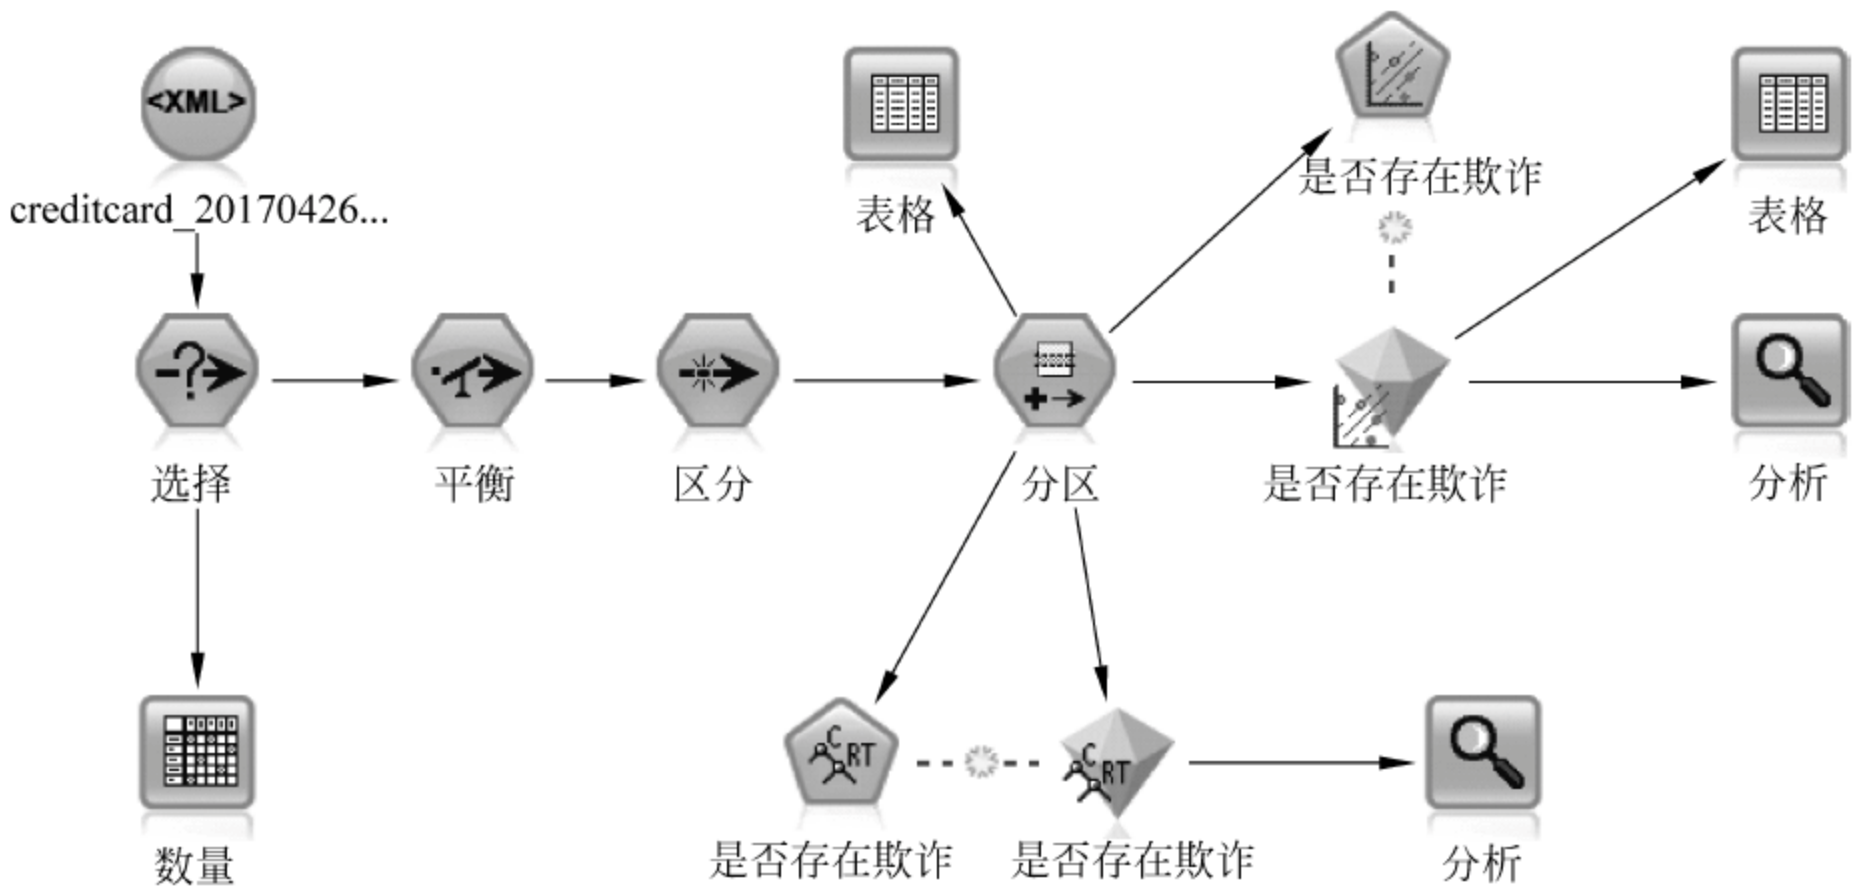 <XML>
creditcard_20170426...
表格
是否存在欺诈
表格
选择
平衡
区分
分区
是否存在欺诈
分析
数量
C RT
是否存在欺诈
C RT
是否存在欺诈
分析